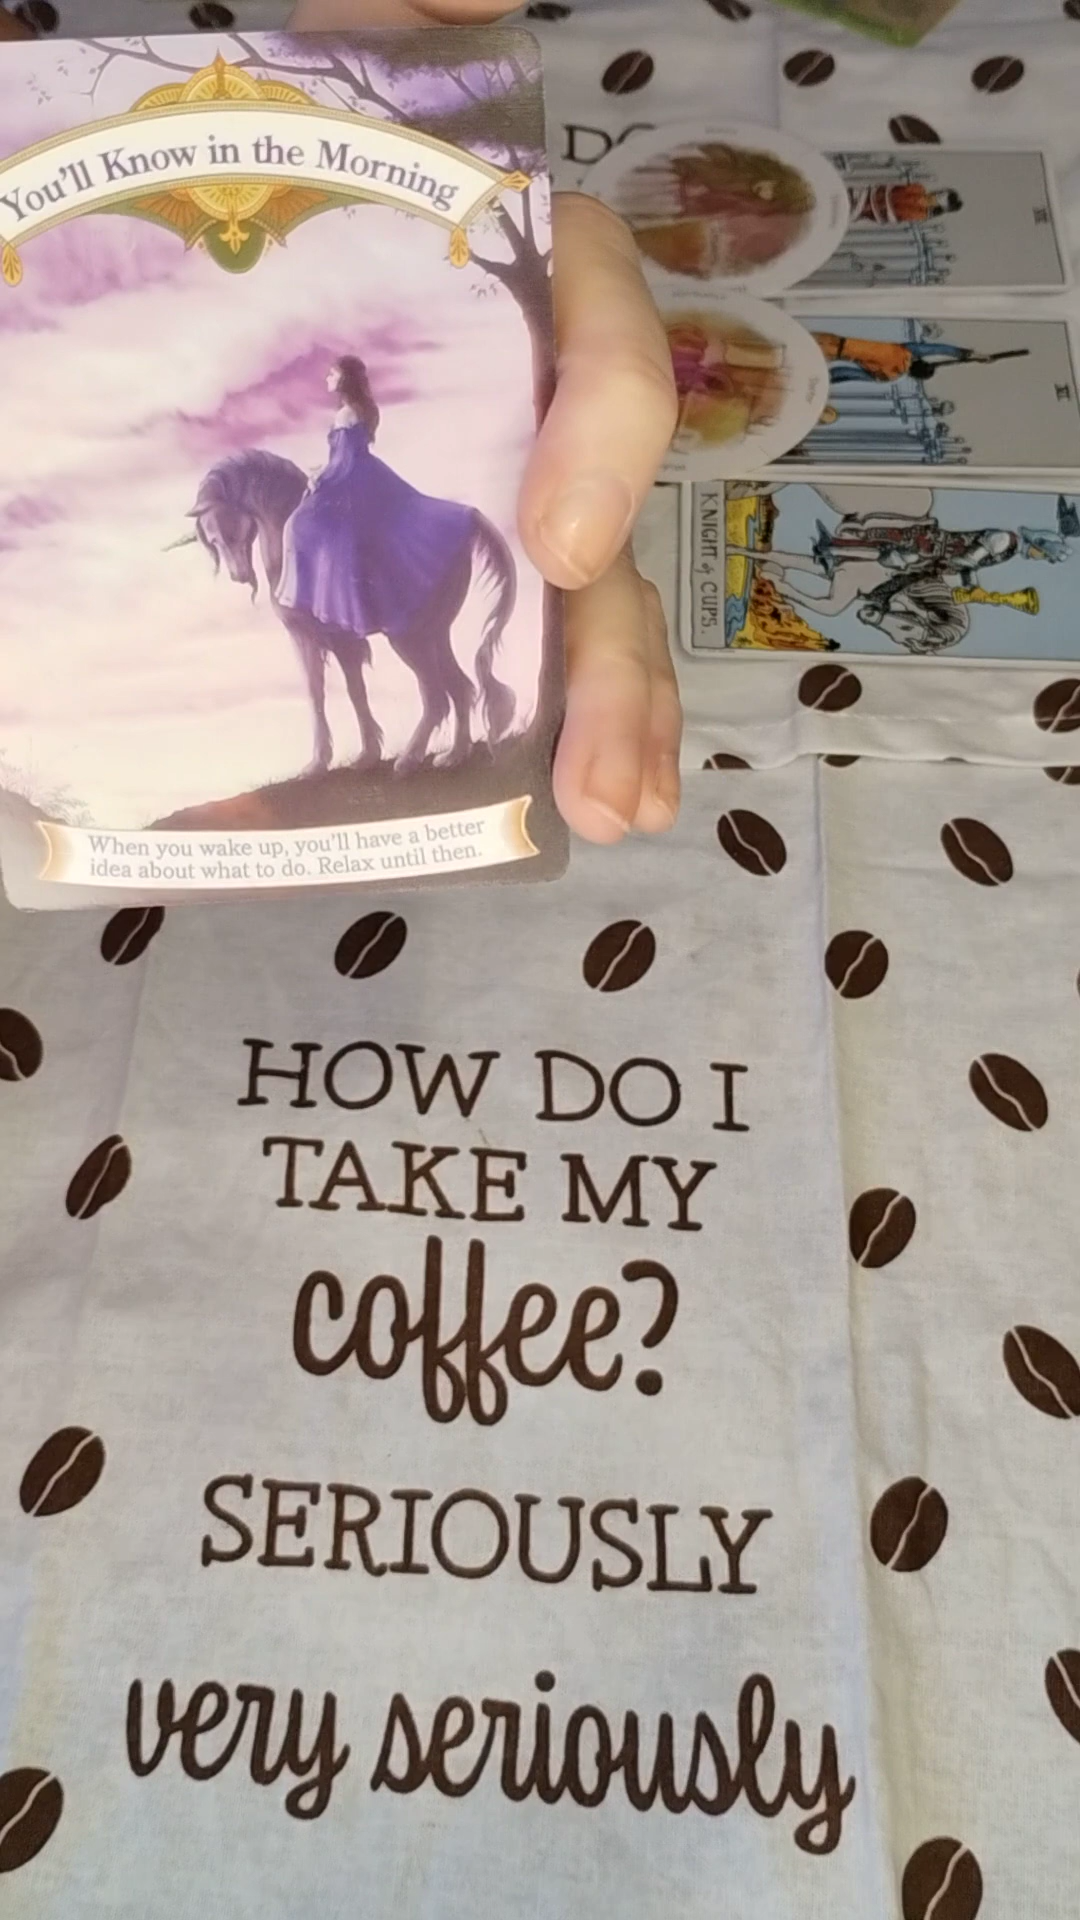 You'll Know in the Morning
When you wake up, you'll have a better
idea about what to do. Relax until then.
DO
KNIGHT of CUPS.
HOW DO I
TAKE MY
coffee?
SERIOUSLY
very seriously